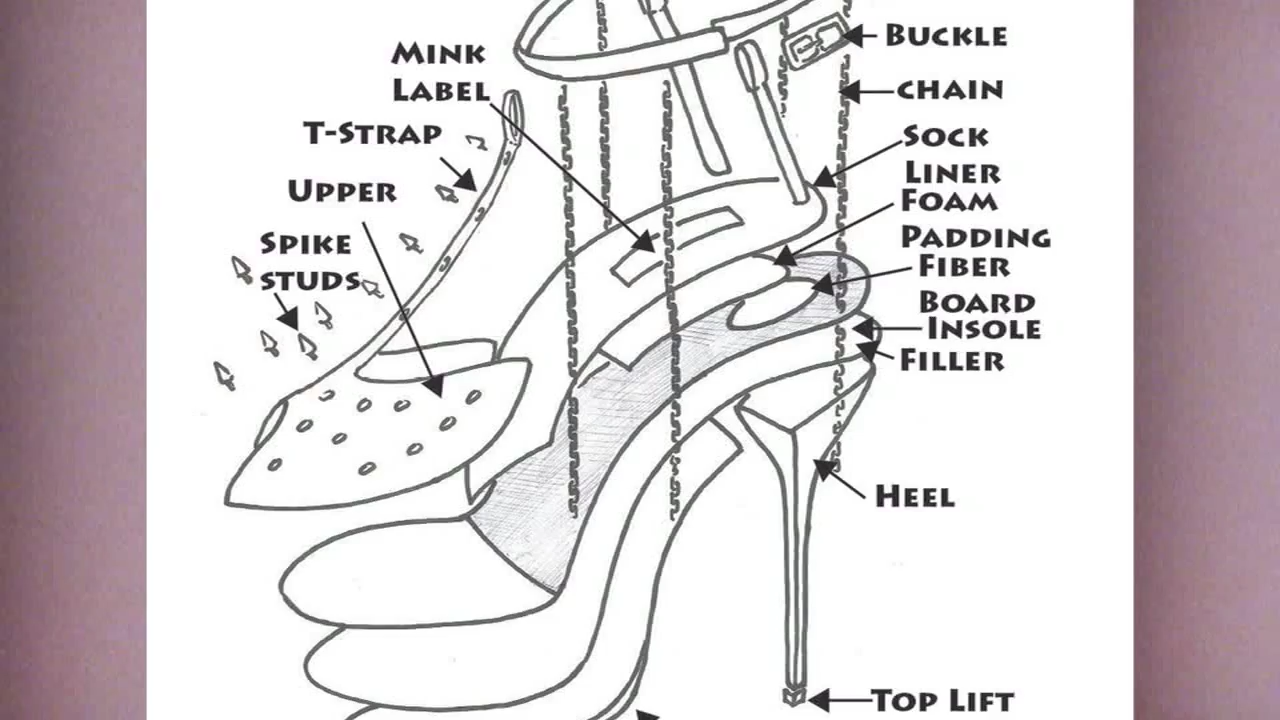 MINK
LABEL
T-STRAP
UPPER
SPIKE
STUDS
BUCKLE
CHAIN
SOCK
LINER
FOAM
PADDING
FIBER
BOARD
INSOLE
FILLER
HEEL
TOP LIFT